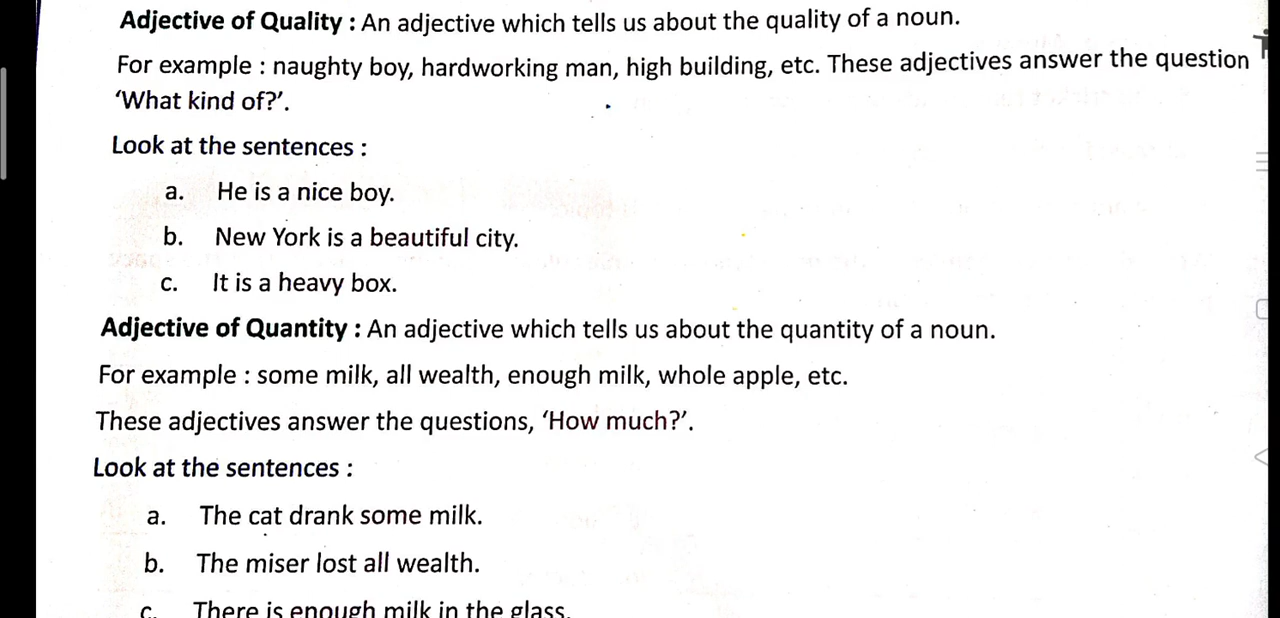 Adjective of Quality : An adjective which tells us about the quality of a noun.
For example : naughty boy, hardworking man, high building, etc. These adjectives answer the question
‘What kind of?’.
Look at the sentences :
a. He is a nice boy.
b. New York is a beautiful city.
c. It is a heavy box.
Adjective of Quantity : An adjective which tells us about the quantity of a noun.
For example : some milk, all wealth, enough milk, whole apple, etc.
These adjectives answer the questions, ‘How much?’.
Look at the sentences :
a. The cat drank some milk.
b. The miser lost all wealth.
c. There is enough milk in the glass.